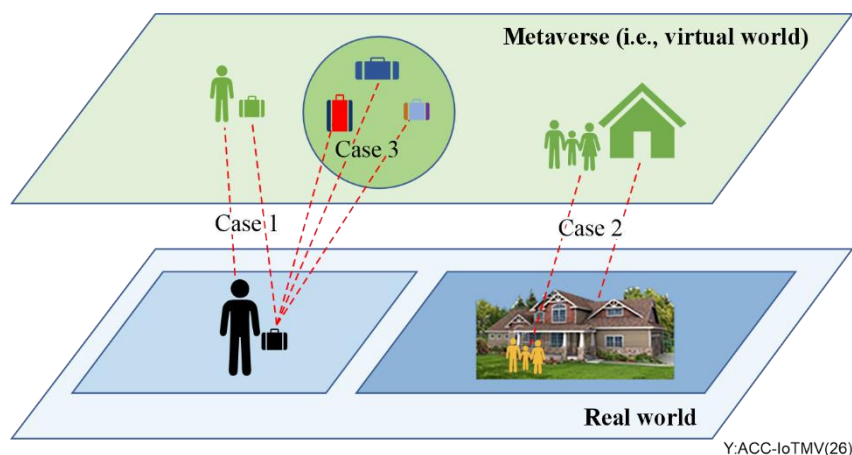 Metaverse (i.e., virtual world)
Case 3
Case 1
Case 2
Real world
Y:ACC-IoTMV(26)